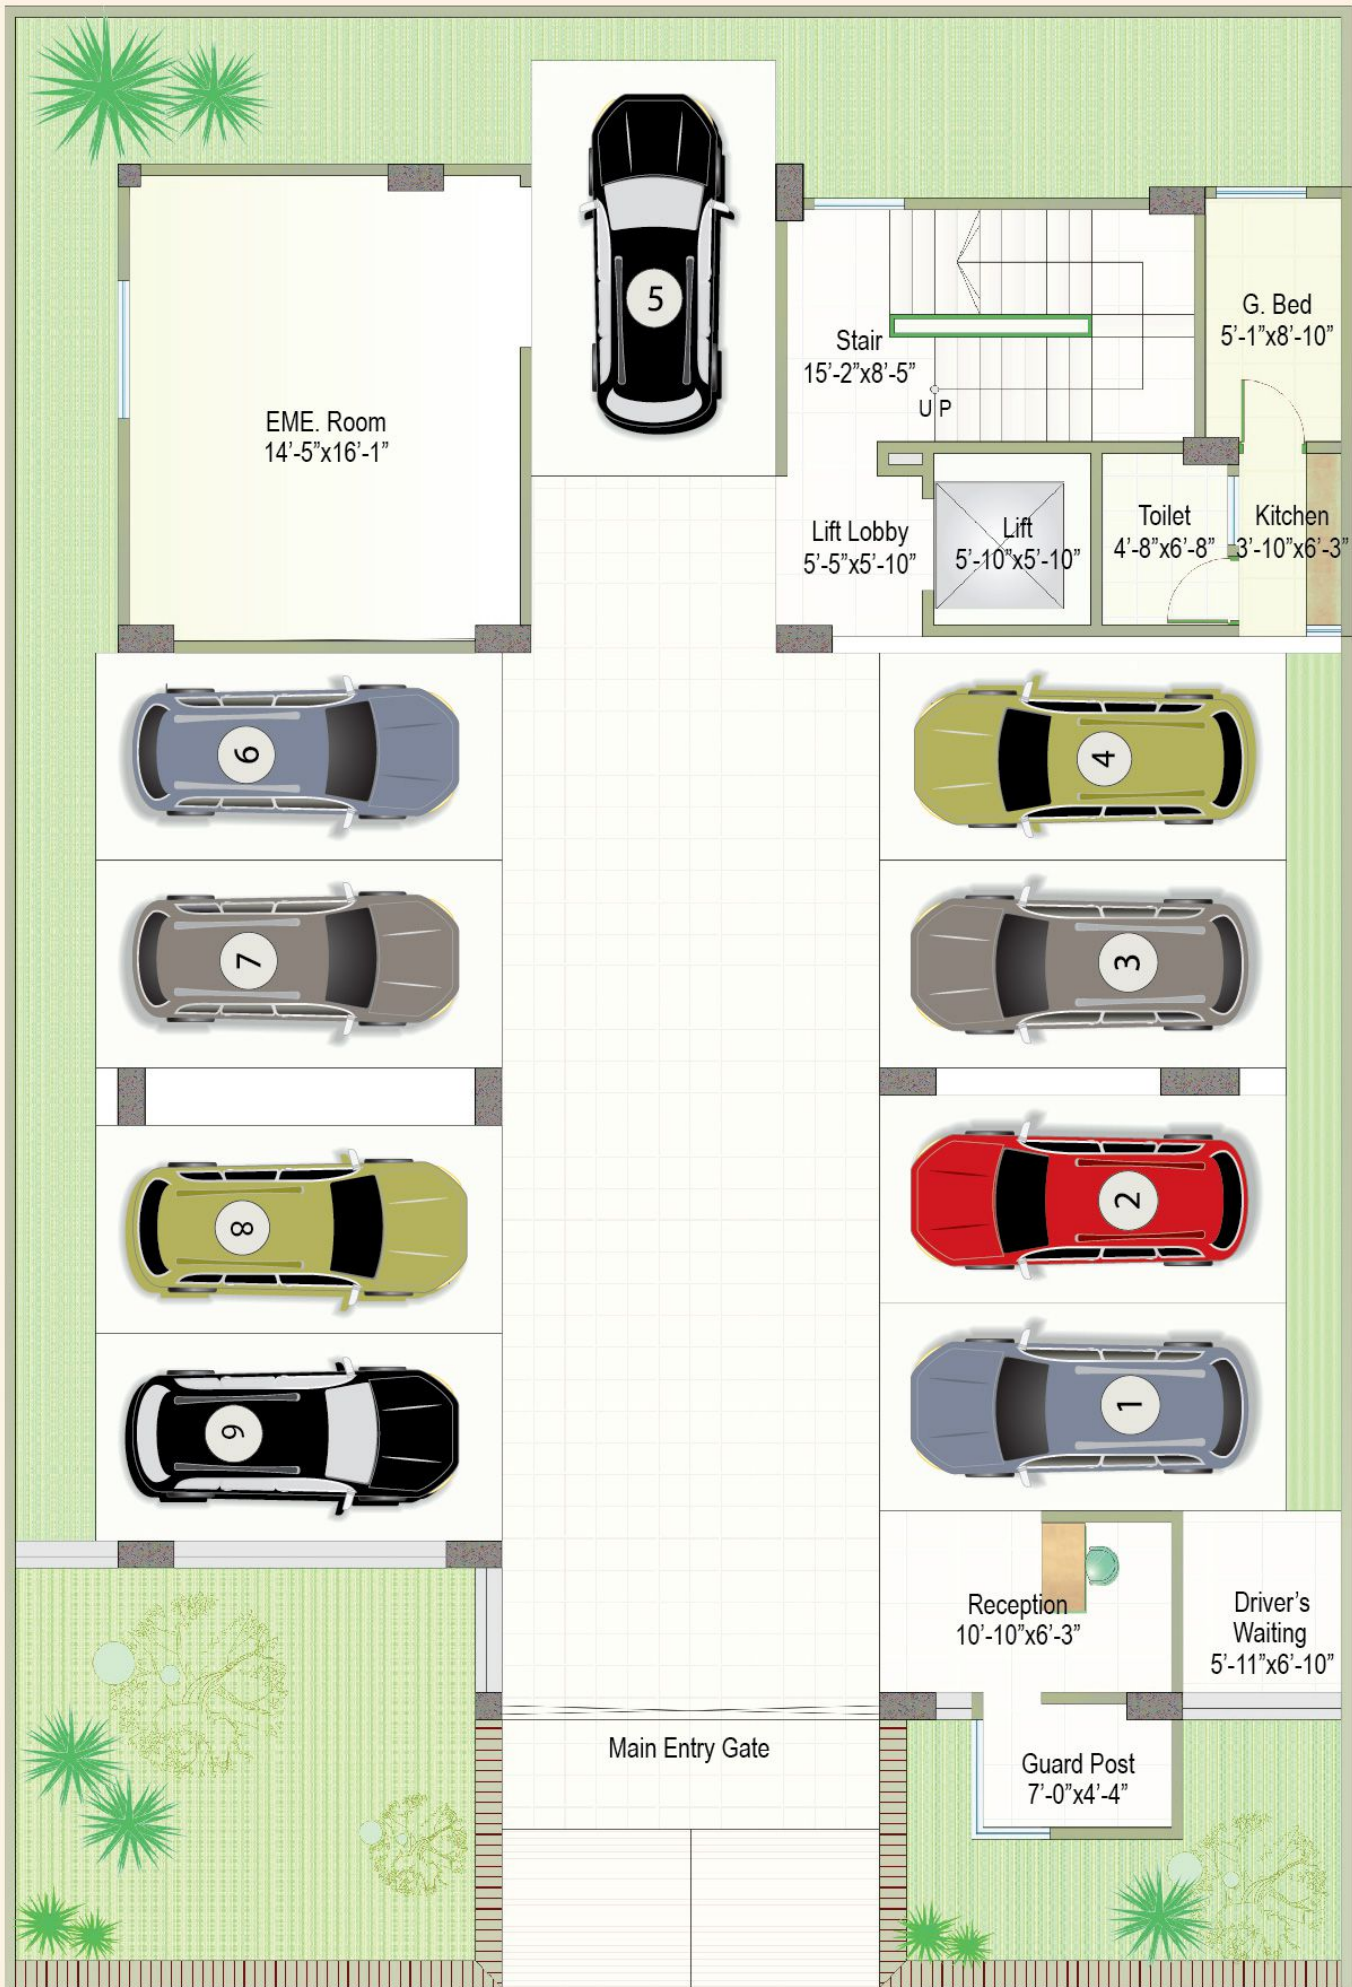 5
G. Bed
5'-1"x8'-10"
Stair
15'-2"x8'-5"
UP
EME. Room
14'-5"x16'-1"
Lift Lobby
5'-5"x5'-10"
Lift
5'-10"x5'-10"
Toilet
4'-8"x6'-8"
Kitchen
3'-10"x6'-3"
6
4
7
3
8
2
9
1
Reception
10'-10"x6'-3"
Driver's
Waiting
5'-11"x6'-10"
Main Entry Gate
Guard Post
7'-0"x4'-4"